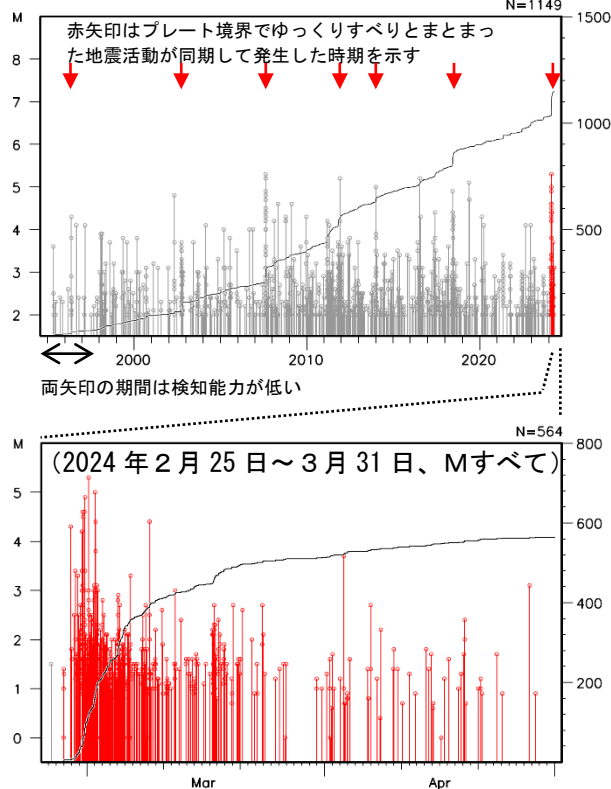 N=1149
M
赤矢印はプレート境界でゆっくりすべりとまとまっ
た地震活動が同期して発生した時期を示す
8
7
6
5
4
3
2
1500
1000
500
2000 2010 2020
両矢印の期間は検知能力が低い
N=564
M
(2024 年２月 25 日～３月 31 日、Ｍすべて)
5
4
3
2
1
0
800
600
400
200
Mar Apr